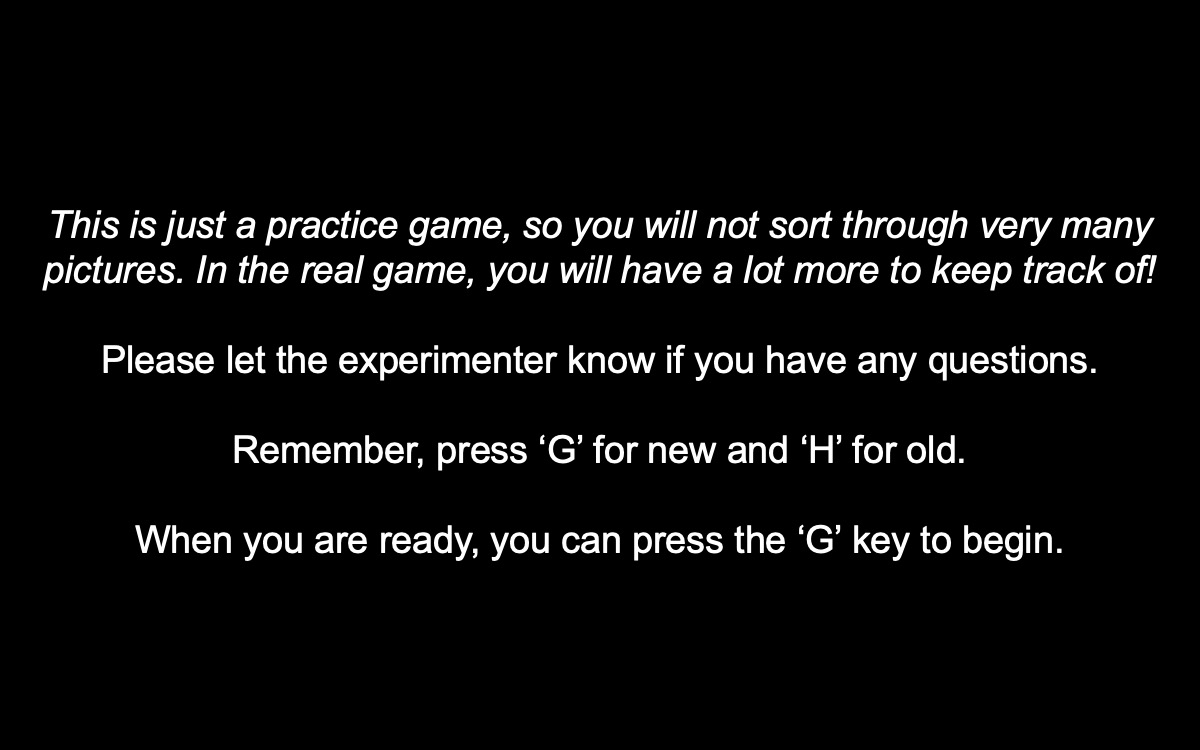 This is just a practice game, so you will not sort through very many
pictures. In the real game, you will have a lot more to keep track of!
Please let the experimenter know if you have any questions.
Remember, press ‘G’ for new and ‘H’ for old.
When you are ready, you can press the ‘G’ key to begin.